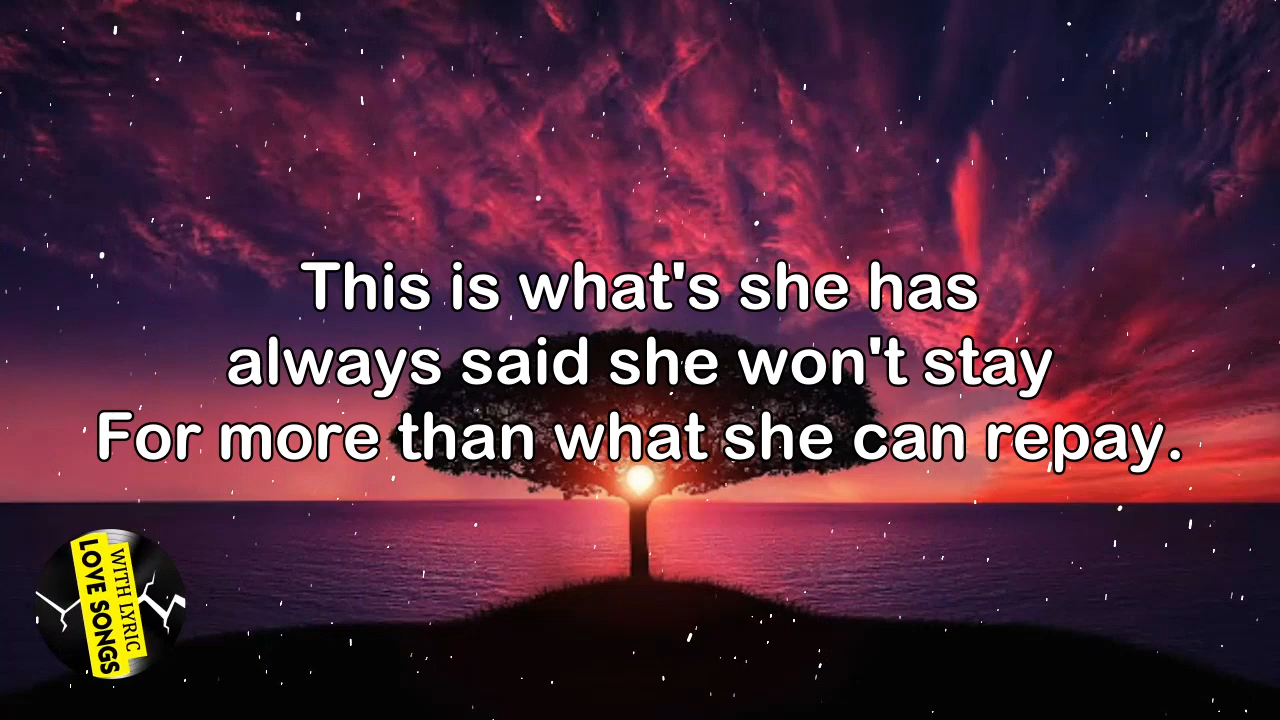 This is what's she has
always said she won't stay
For more than what she can repay.
LOVE SONGS
WITH LYRIC